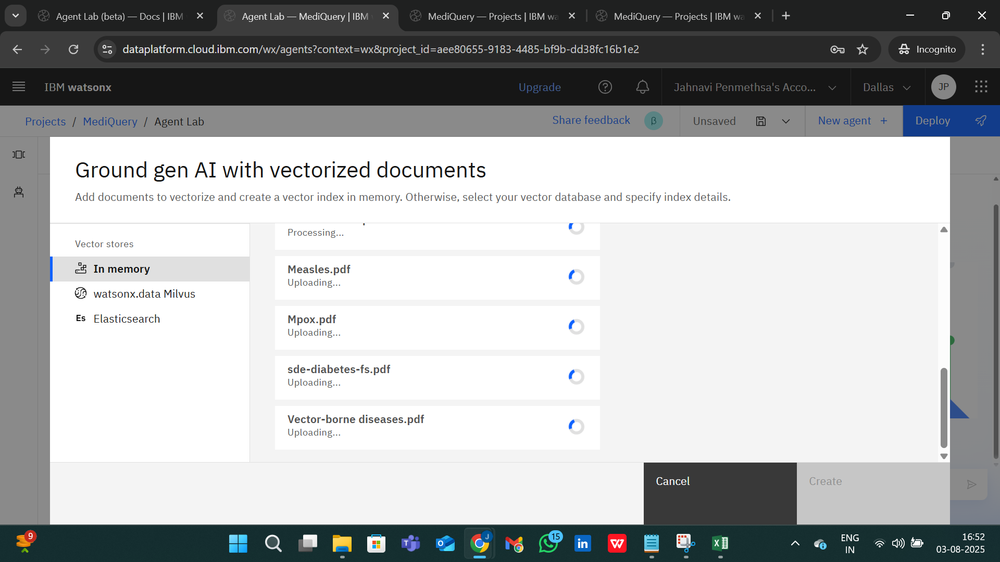 Agent Lab (beta) — Docs | IBM
Agent Lab — MediQuery | IBM
MediQuery — Projects | IBM wa
MediQuery — Projects | IBM wa
dataplatform.cloud.ibm.com/wx/agents?context=wx&project_id=aee80655-9183-4485-bf9b-dd38fc16b1e2
Incognito
IBM watsonx
Upgrade
Jahnavi Penmethsa's Acco...
Dallas
JP
Projects / MediQuery / Agent Lab
Share feedback
β
Unsaved
New agent +
Deploy
Ground gen AI with vectorized documents
Add documents to vectorize and create a vector index in memory. Otherwise, select your vector database and specify index details.
Vector stores
In memory
watsonx.data Milvus
Es Elasticsearch
Processing...
Measles.pdf
Uploading...
Mpox.pdf
Uploading...
sde-diabetes-fs.pdf
Uploading...
Vector-borne diseases.pdf
Uploading...
Cancel
Create
9
J
15
ENG
IN
16:52
03-08-2025